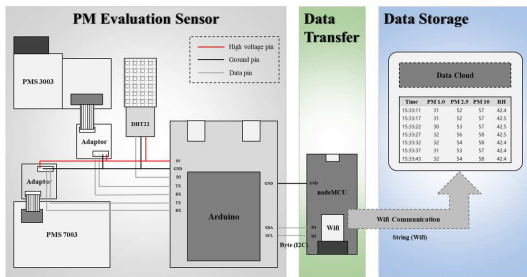 PM Evaluation Sensor
Data
Transfer
Data Storage
High voltage pin
Ground pin
Data pin
PMS 3003
DHT22
Adaptor
Adaptor
PMS 7003
5V
GND
D2
TX
RX
TX
RX
GND
Arduino
SDA
SCL
GND
nodeMCU
Wifi
D1
D2
Byte (I2C)
Wifi Communication
String (Wifi)
Data Cloud
Time PM 1.0 PM 2.5 PM 10 RH
15:33:11 31 52 57 42.4
15:33:17 31 52 57 42.5
15:33:22 30 53 57 42.5
15:33:27 32 56 58 42.5
15:33:32 32 54 58 42.4
15:33:37 31 53 57 42.4
15:33:43 32 54 58 42.4